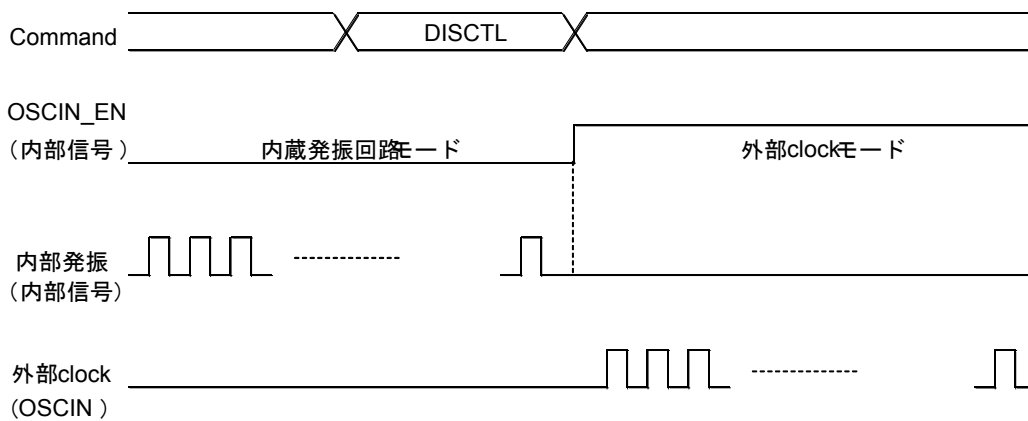 Command
DISCTL
OSCIN_EN
（内部信号 ）
内蔵発振回路モード
外部clockモード
内部発振
（内部信号）
外部clock
(OSCIN )